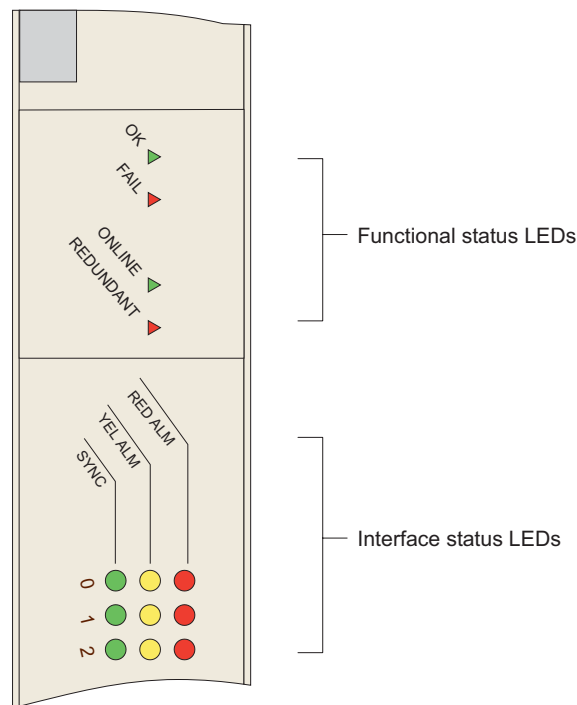 OK
FAIL
ONLINE
REDUNDANT
Functional status LEDs
RED ALM
YEL ALM
SYNC
Interface status LEDs
0
1
2